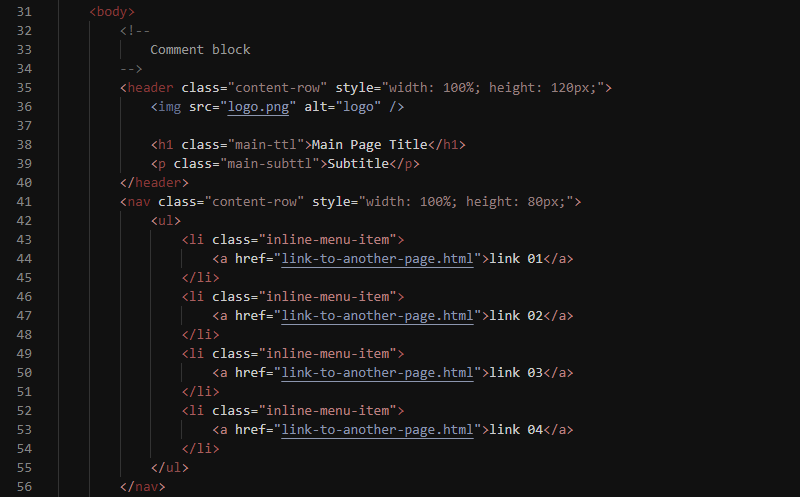 31 <body>
32 <!--
33 Comment block
34 -->
35 <header class="content-row" style="width: 100%; height: 120px;">
36 <img src="logo.png" alt="logo" />
37
38 <h1 class="main-ttl">Main Page Title</h1>
39 <p class="main-subttl">Subtitle</p>
40 </header>
41 <nav class="content-row" style="width: 100%; height: 80px;">
42 <ul>
43 <li class="inline-menu-item">
44 <a href="link-to-another-page.html">link 01</a>
45 </li>
46 <li class="inline-menu-item">
47 <a href="link-to-another-page.html">link 02</a>
48 </li>
49 <li class="inline-menu-item">
50 <a href="link-to-another-page.html">link 03</a>
51 </li>
52 <li class="inline-menu-item">
53 <a href="link-to-another-page.html">link 04</a>
54 </li>
55 </ul>
56 </nav>